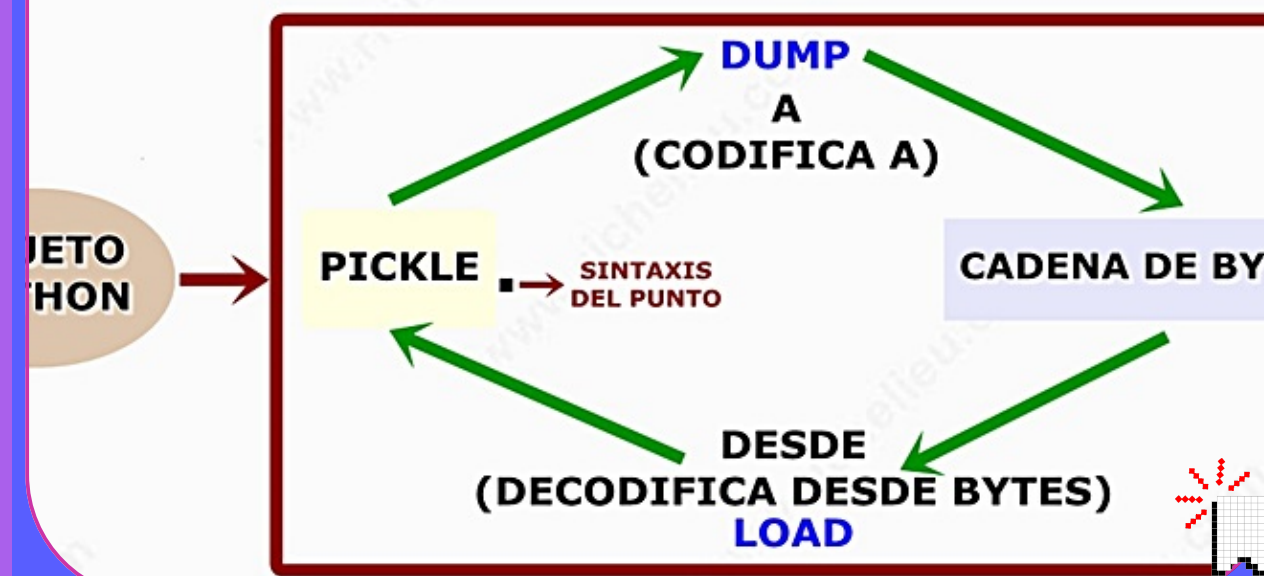 DUMP
A
(CODIFICA A)
JETO
THON
PICKLE .
SINTAXIS
DEL PUNTO
CADENA DE BY
DESDE
(DECODIFICA DESDE BYTES)
LOAD